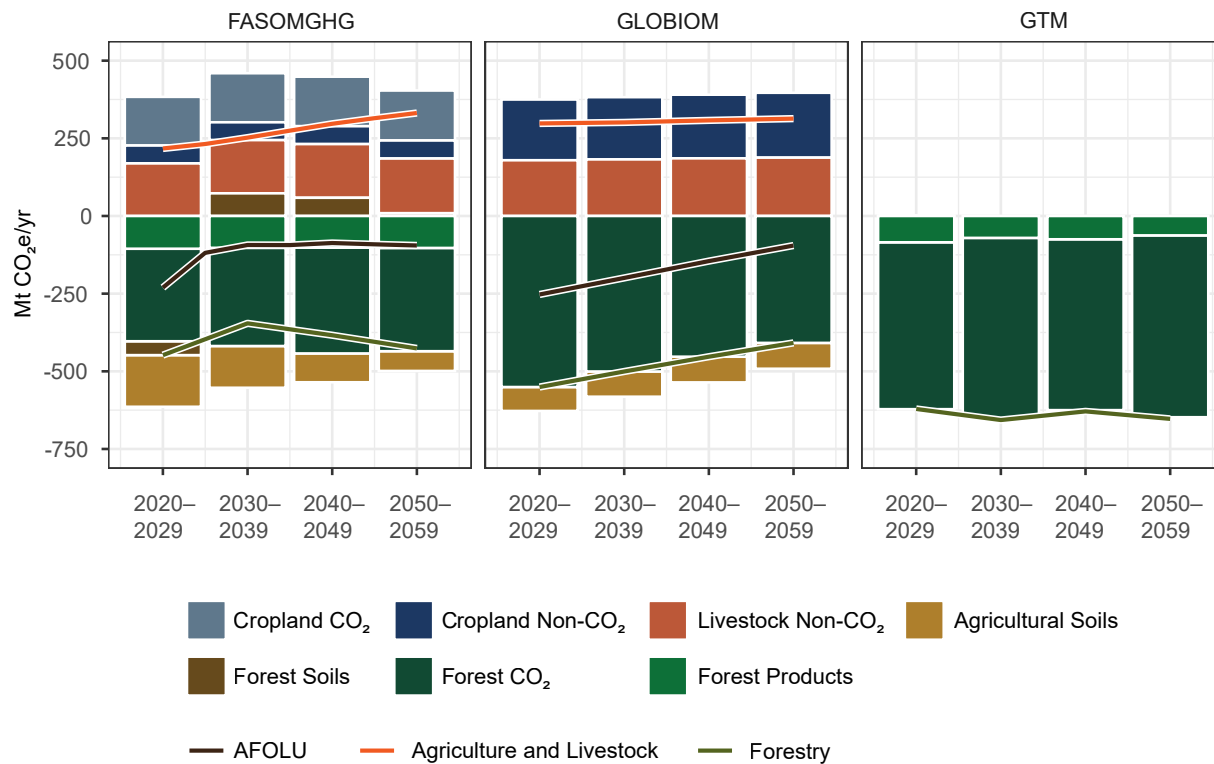 FASOMGHG GLOBIOM GTM
Mt CO₂e/yr
500
250
0
-250
-500
-750
2020– 2030– 2040– 2050– 2020– 2030– 2040– 2050– 2020– 2030– 2040– 2050–
2029 2039 2049 2059 2029 2039 2049 2059 2029 2039 2049 2059
Cropland CO₂ Cropland Non-CO₂ Livestock Non-CO₂ Agricultural Soils
Forest Soils Forest CO₂ Forest Products
AFOLU Agriculture and Livestock Forestry